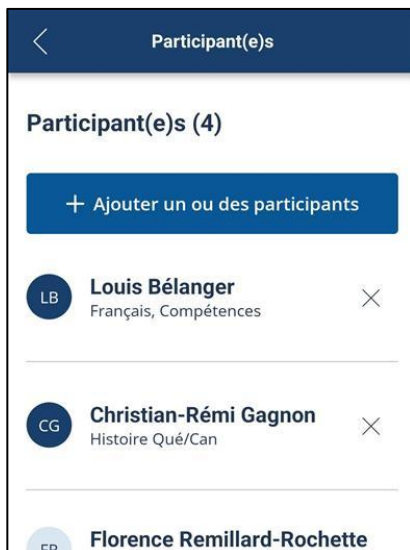 Participant(e)s
Participant(e)s (4)
+ Ajouter un ou des participants
LB
Louis Bélanger
Français, Compétences
CG
Christian-Rémi Gagnon
Histoire Qué/Can
Florence Remillard-Rochette